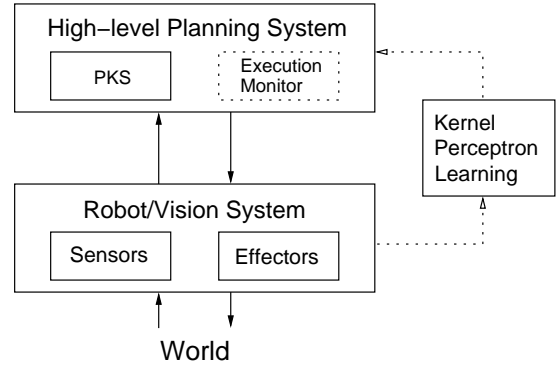 High–level Planning System
PKS
Execution
Monitor
Kernel
Perceptron
Learning
Robot/Vision System
Sensors
Effectors
World